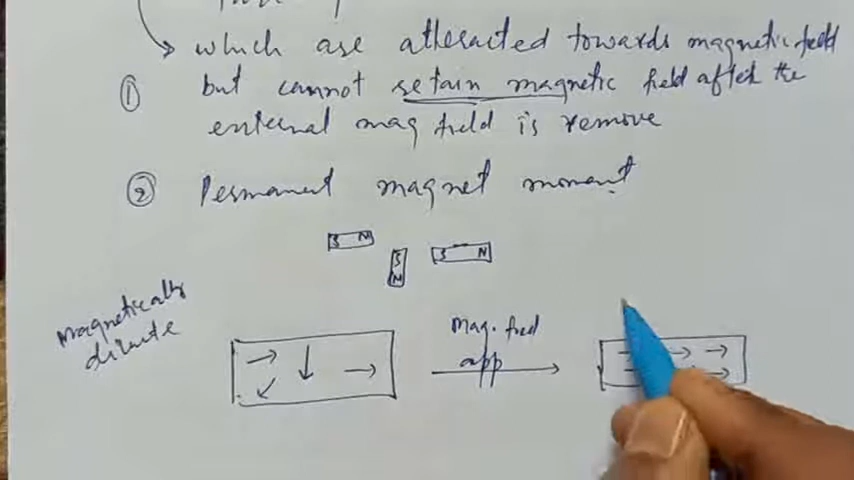 which are attracted towards magnetic field
① but cannot retain magnetic field after the
external mag field is remove
② Permanent magnet moment
S N
S N
S N
Magnetically
dilute
Mag. field
app